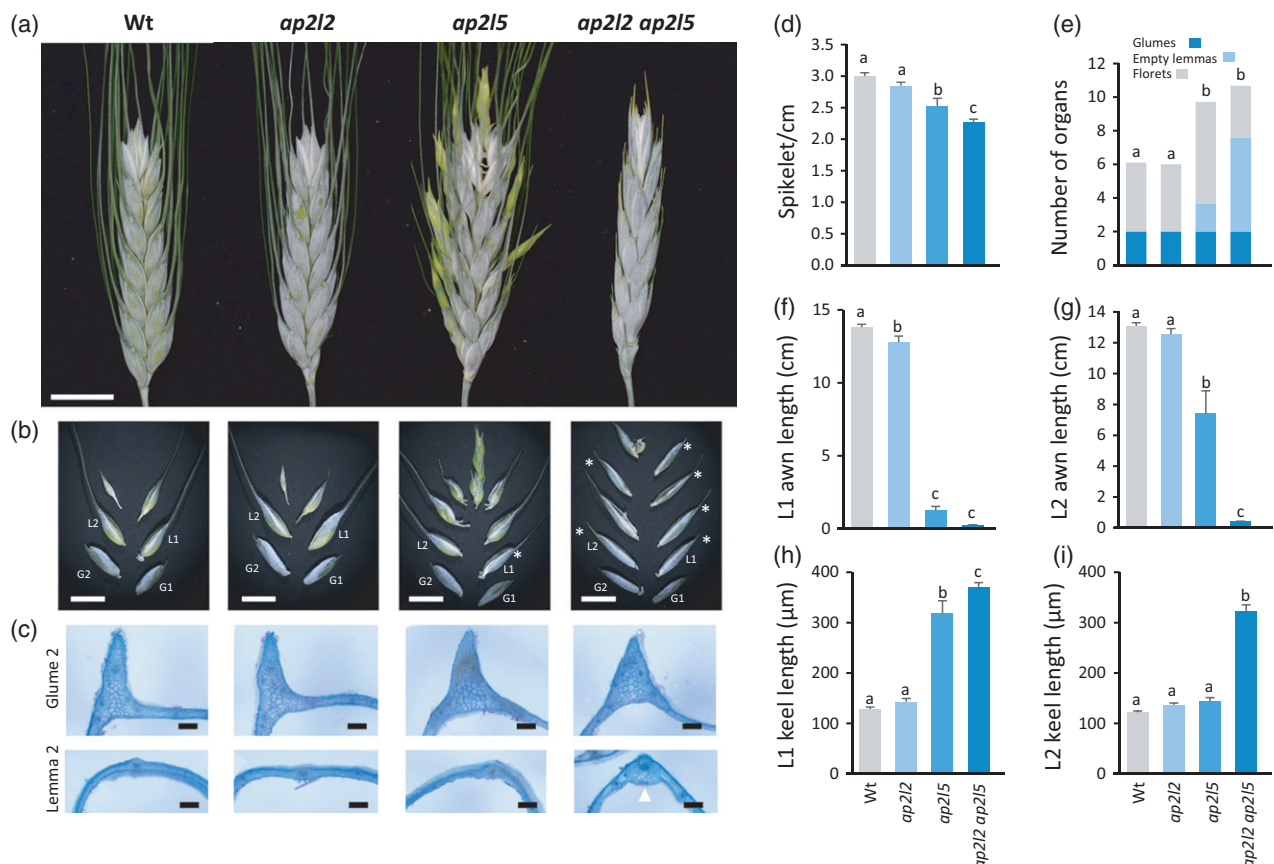 (a)
Wt ap2l2 ap2l5 ap2l2 ap2l5
(b)
L2 L1 G2 G1
L2 L1 G2 G1
L2 * L1 G2 G1
* * * * * * L2 L1 G2 G1
(c)
Glume 2
Lemma 2
(d)
Spikelet/cm
3.5
3.0
2.5
2.0
1.5
1.0
0.5
0.0
a a b c
(e)
Glumes
Empty lemmas
Florets
Number of organs
12
10
8
6
4
2
0
a a b b
(f)
L1 awn length (cm)
15
10
5
0
a b c c
(g)
L2 awn length (cm)
14
12
10
8
6
4
2
0
a a b c
(h)
L1 keel length (µm)
400
300
200
100
0
a a b c
Wt
ap2l2
ap2l5
ap2l2 ap2l5
(i)
L2 keel length (µm)
400
300
200
100
0
a a a b
Wt
ap2l2
ap2l5
ap2l2 ap2l5